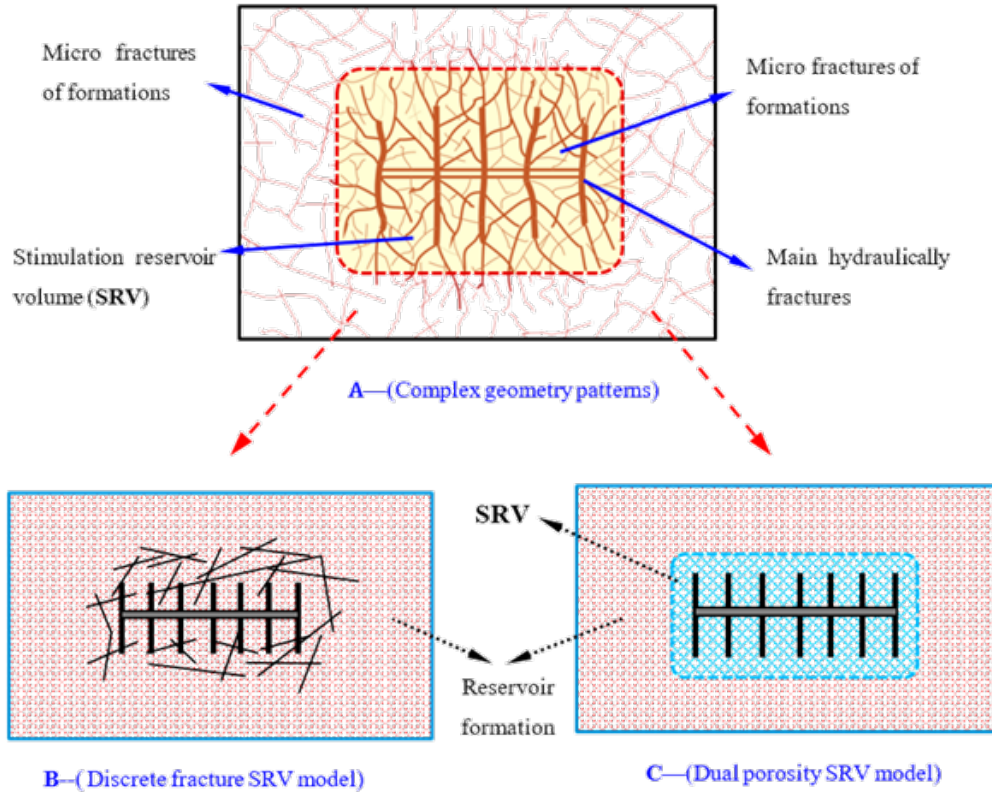 Micro fractures
of formations
Micro fractures of
formations
Stimulation reservoir
volume (SRV)
Main hydraulically
fractures
A—(Complex geometry patterns)
SRV
Reservoir
formation
B--( Discrete fracture SRV model)
C—(Dual porosity SRV model)